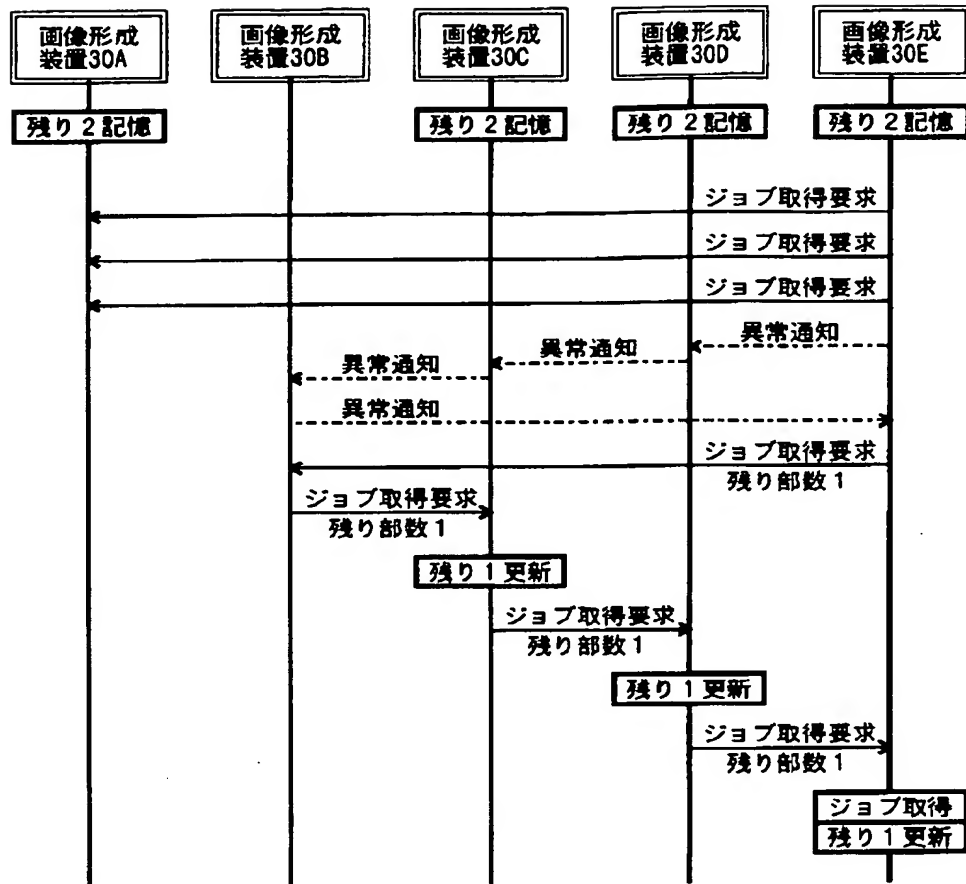 画像形成
装置30A
画像形成
装置30B
画像形成
装置30C
画像形成
装置30D
画像形成
装置30E
残り2記憶
残り2記憶
残り2記憶
残り2記憶
ジョブ取得要求
ジョブ取得要求
ジョブ取得要求
異常通知
異常通知
異常通知
異常通知
ジョブ取得要求
残り部数1
ジョブ取得要求
残り部数1
残り1更新
ジョブ取得要求
残り部数1
残り1更新
ジョブ取得要求
残り部数1
ジョブ取得
残り1更新